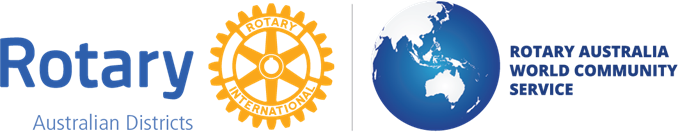 Rotary
Australian Districts
ROTARY
INTERNATIONAL
ROTARY AUSTRALIA
WORLD COMMUNITY
SERVICE